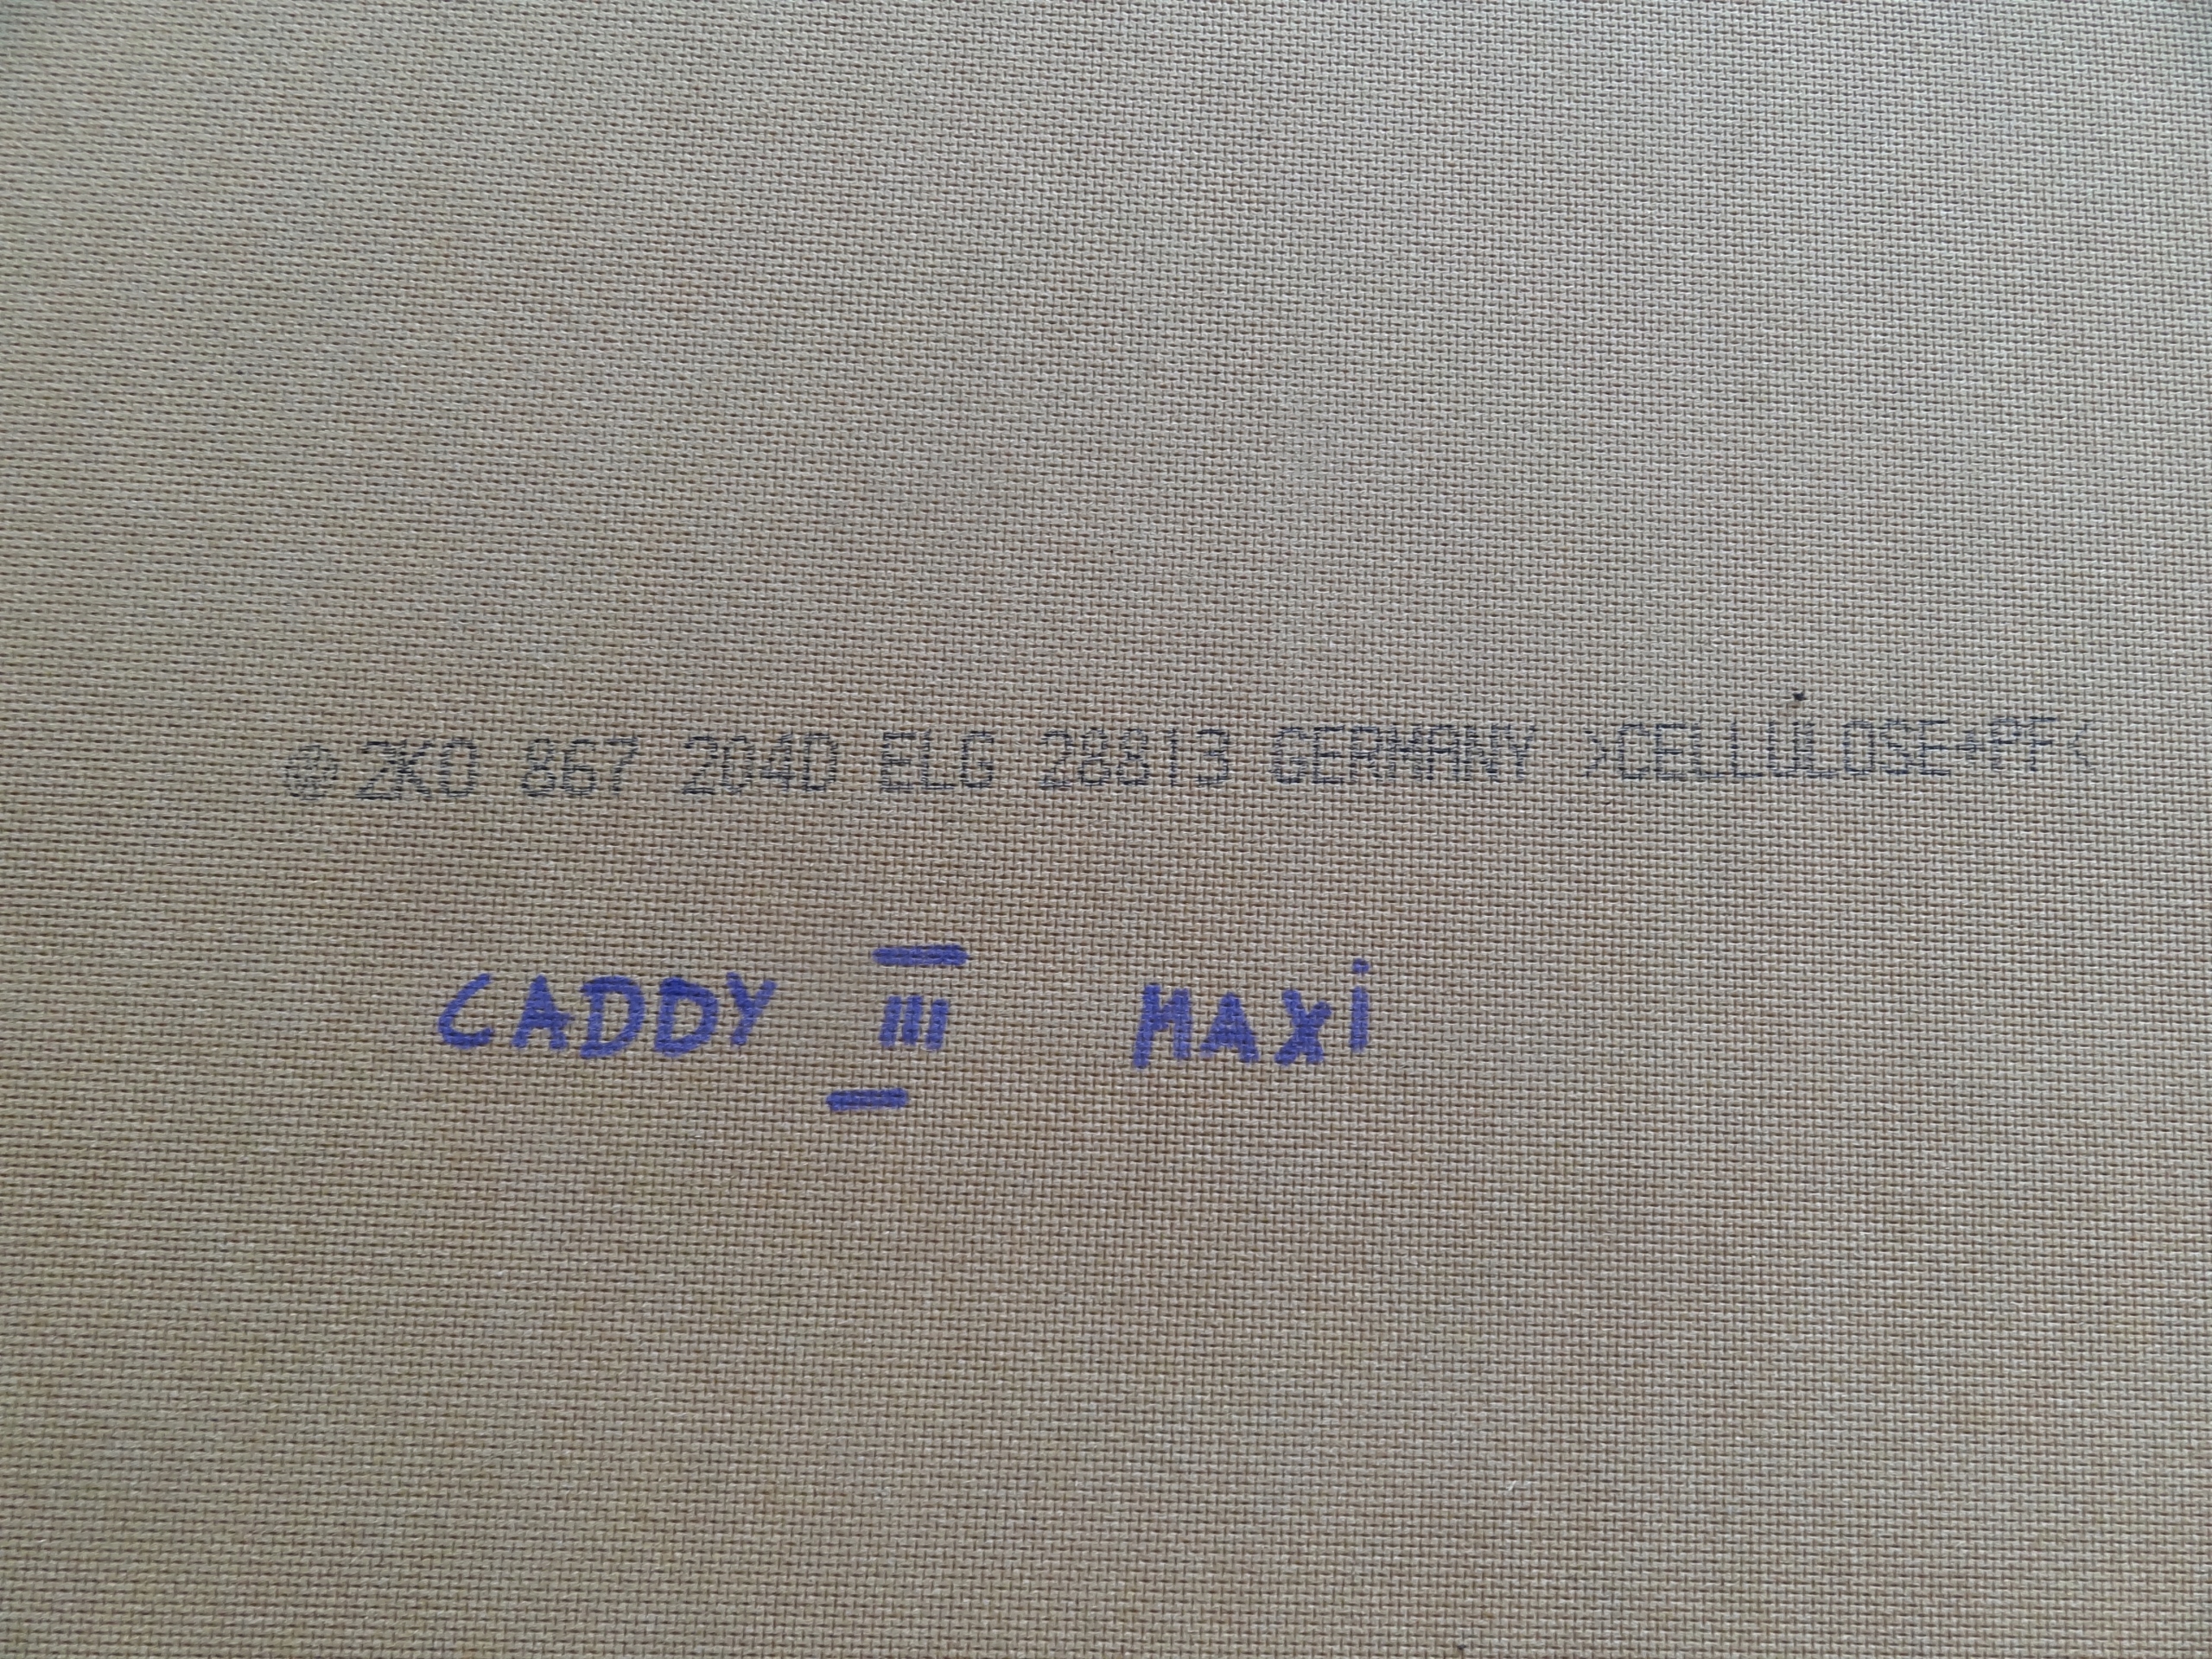 2K0 867 204D ELG 28813 GERMANY >CELLULOSE+PF<
CADDY III MAXi